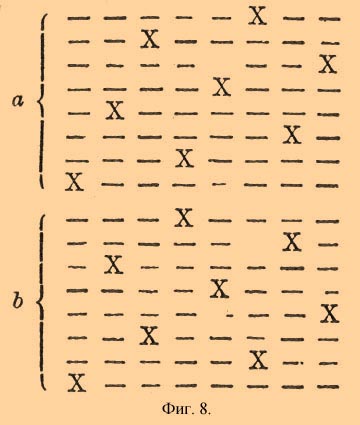 — — — — — X — —
— — X — — — — —
— — — — — — — X
a — — — — X — — —
— X — — — — — —
— — — — — — X —
— — — X — — — —
X — — — — — — —
— — — X — — — —
— — — — — — X —
— X — — — — — —
b — — — — X — — —
— — — — — — — X
— — X — — — — —
— — — — — X — —
X — — — — — — —
Фиг. 8.